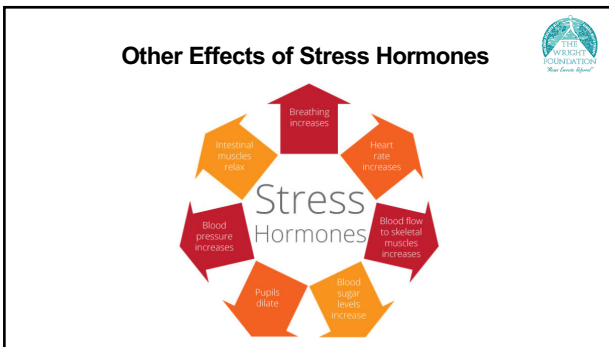 Other Effects of Stress Hormones
THE
WRIGHT
FOUNDATION
Breathing
increases
Heart
rate
increases
Blood flow
to skeletal
muscles
increases
Blood
sugar
levels
increase
Pupils
dilate
Blood
pressure
increases
Intestinal
muscles
relax
Stress
Hormones